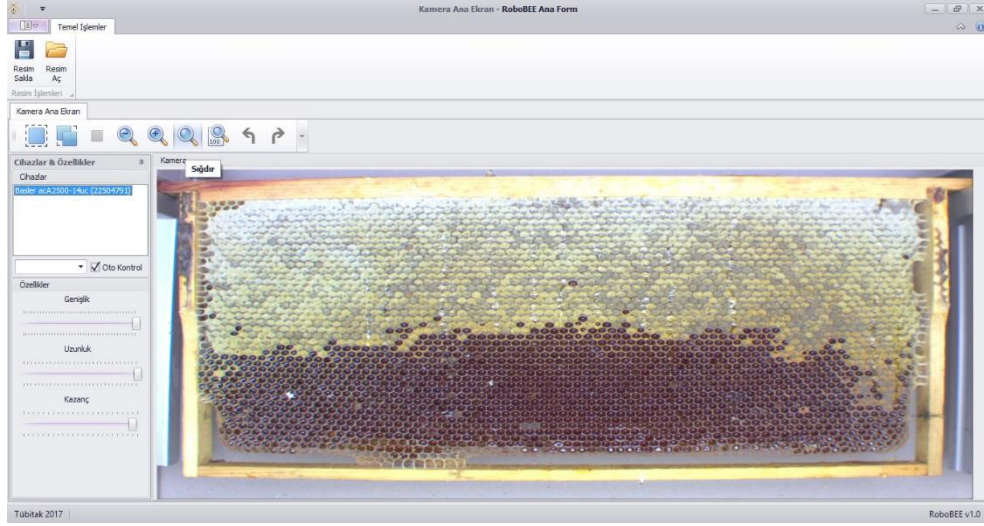 Kamera Ana Ekran - RoboBEE Ana Form
Temel İşlemler
Resim Sakla
Resim Aç
Resim İşlemleri
Kamera Ana Ekran
100
Cihazlar & Özellikler
Kamera
Sığdır
Cihazlar
Basler acA2500-14uc (22504791)
Oto Kontrol
Özellikler
Genişlik
Uzunluk
Kazanç
Tübitak 2017
RoboBEE v1.0